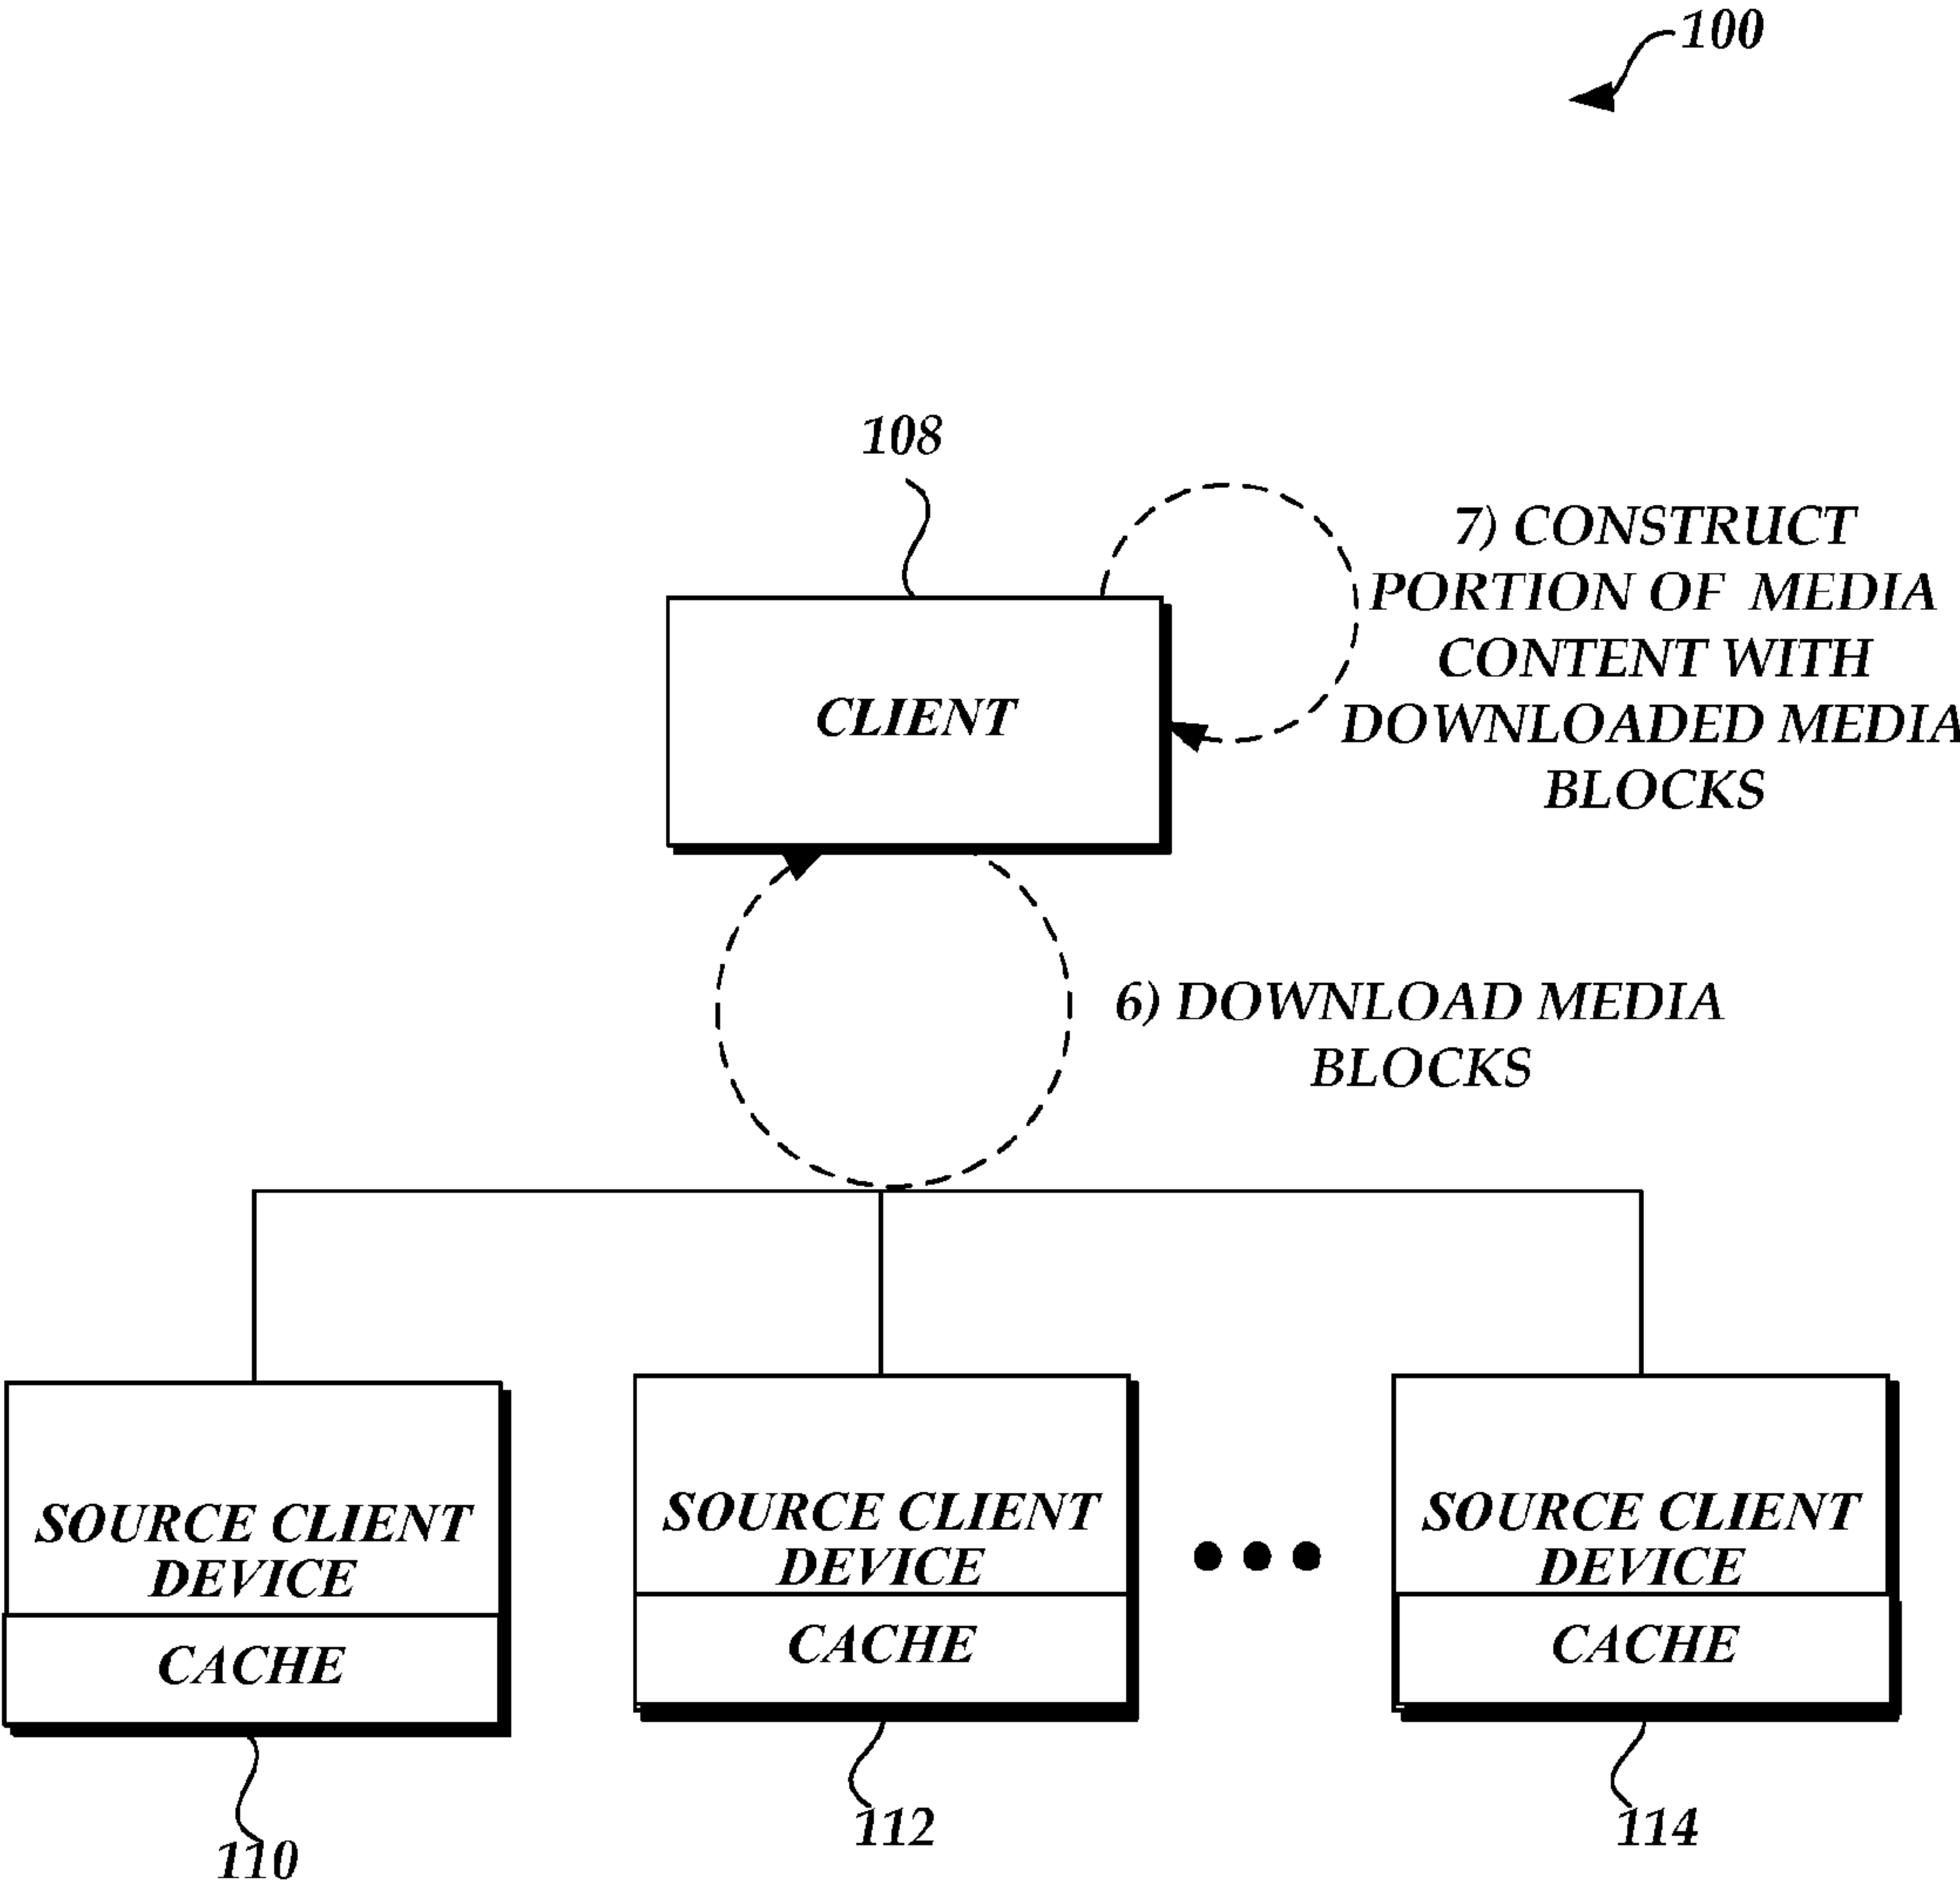 100
108
7) CONSTRUCT
PORTION OF MEDIA
CONTENT WITH
DOWNLOADED MEDIA
BLOCKS
CLIENT
6) DOWNLOAD MEDIA
BLOCKS
SOURCE CLIENT
DEVICE
CACHE
110
SOURCE CLIENT
DEVICE
CACHE
112
SOURCE CLIENT
DEVICE
CACHE
114